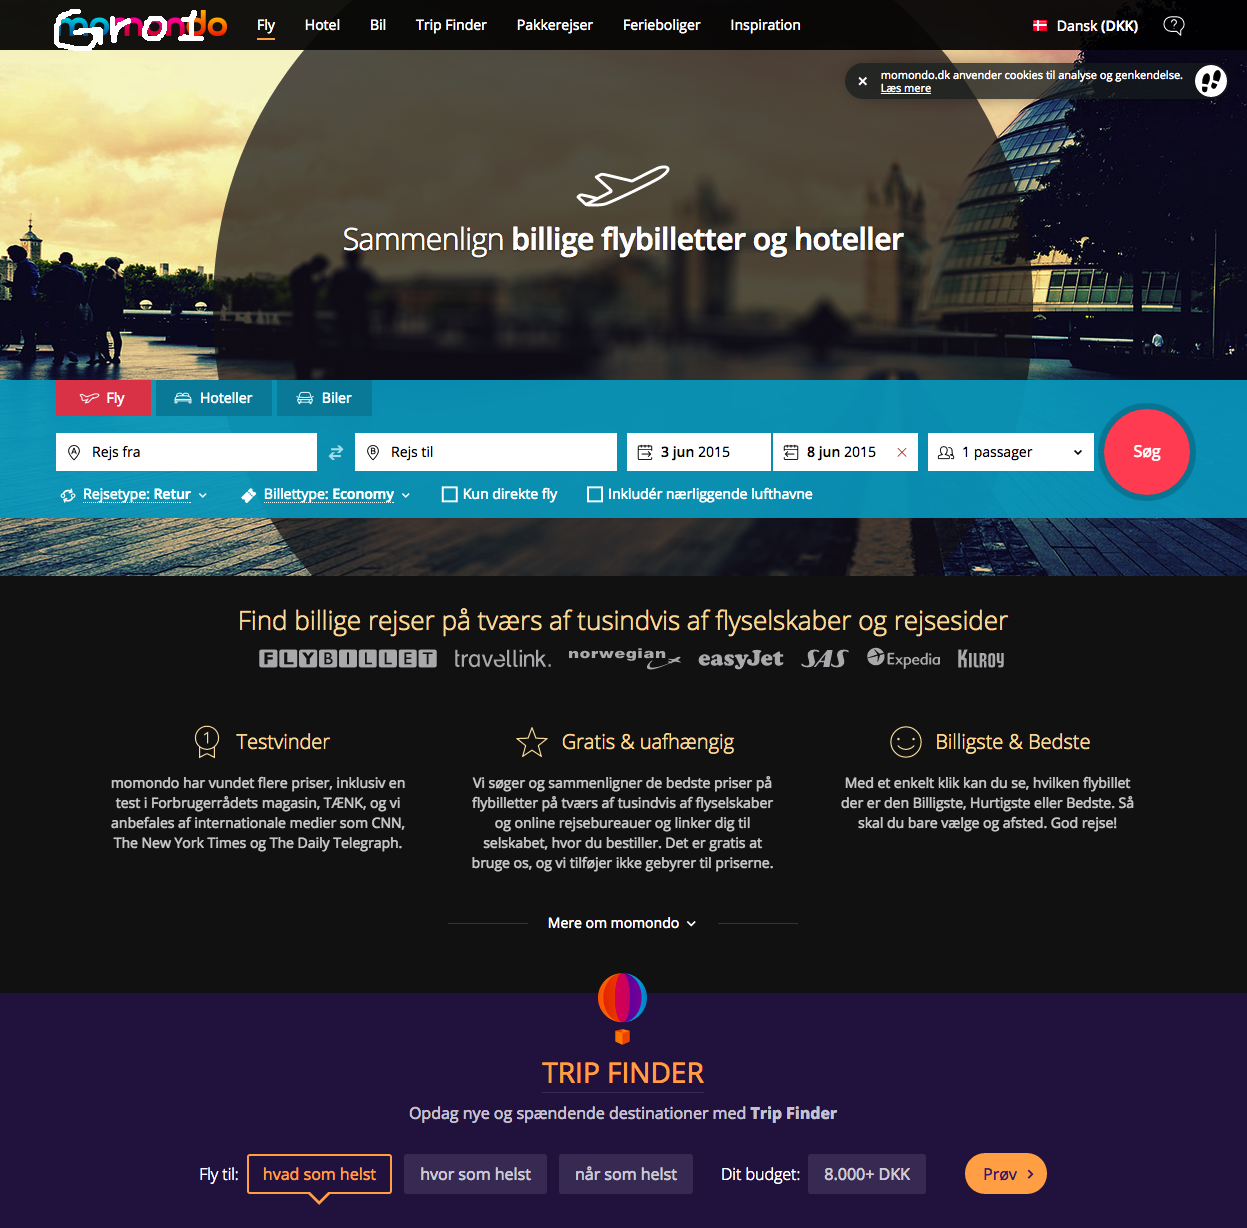 momondo
Gro1
Fly Hotel Bil Trip Finder Pakkerejser Ferieboliger Inspiration Dansk (DKK) ?
momondo.dk anvender cookies til analyse og genkendelse.
Læs mere
Sammenlign billige flybilletter og hoteller
Fly Hoteller Biler
A Rejs fra B Rejs til 3 jun 2015 8 jun 2015 1 passager Søg
Rejsetype: Retur Billettype: Economy Kun direkte fly Inkludér nærliggende lufthavne
Find billige rejser på tværs af tusindvis af flyselskaber og rejsesider
FLYBILLET travellink. norwegian easyJet SAS Expedia KILROY
1 Testvinder
momondo har vundet flere priser, inklusiv en
test i Forbrugerrådets magasin, TÆNK, og vi
anbefales af internationale medier som CNN,
The New York Times og The Daily Telegraph.
Gratis & uafhængig
Vi søger og sammenligner de bedste priser på
flybilletter på tværs af tusindvis af flyselskaber
og online rejsebureauer og linker dig til
selskabet, hvor du bestiller. Det er gratis at
bruge os, og vi tilføjer ikke gebyrer til priserne.
Billigste & Bedste
Med et enkelt klik kan du se, hvilken flybillet
der er den Billigste, Hurtigste eller Bedste. Så
skal du bare vælge og afsted. God rejse!
Mere om momondo
TRIP FINDER
Opdag nye og spændende destinationer med Trip Finder
Fly til: hvad som helst hvor som helst når som helst Dit budget: 8.000+ DKK Prøv